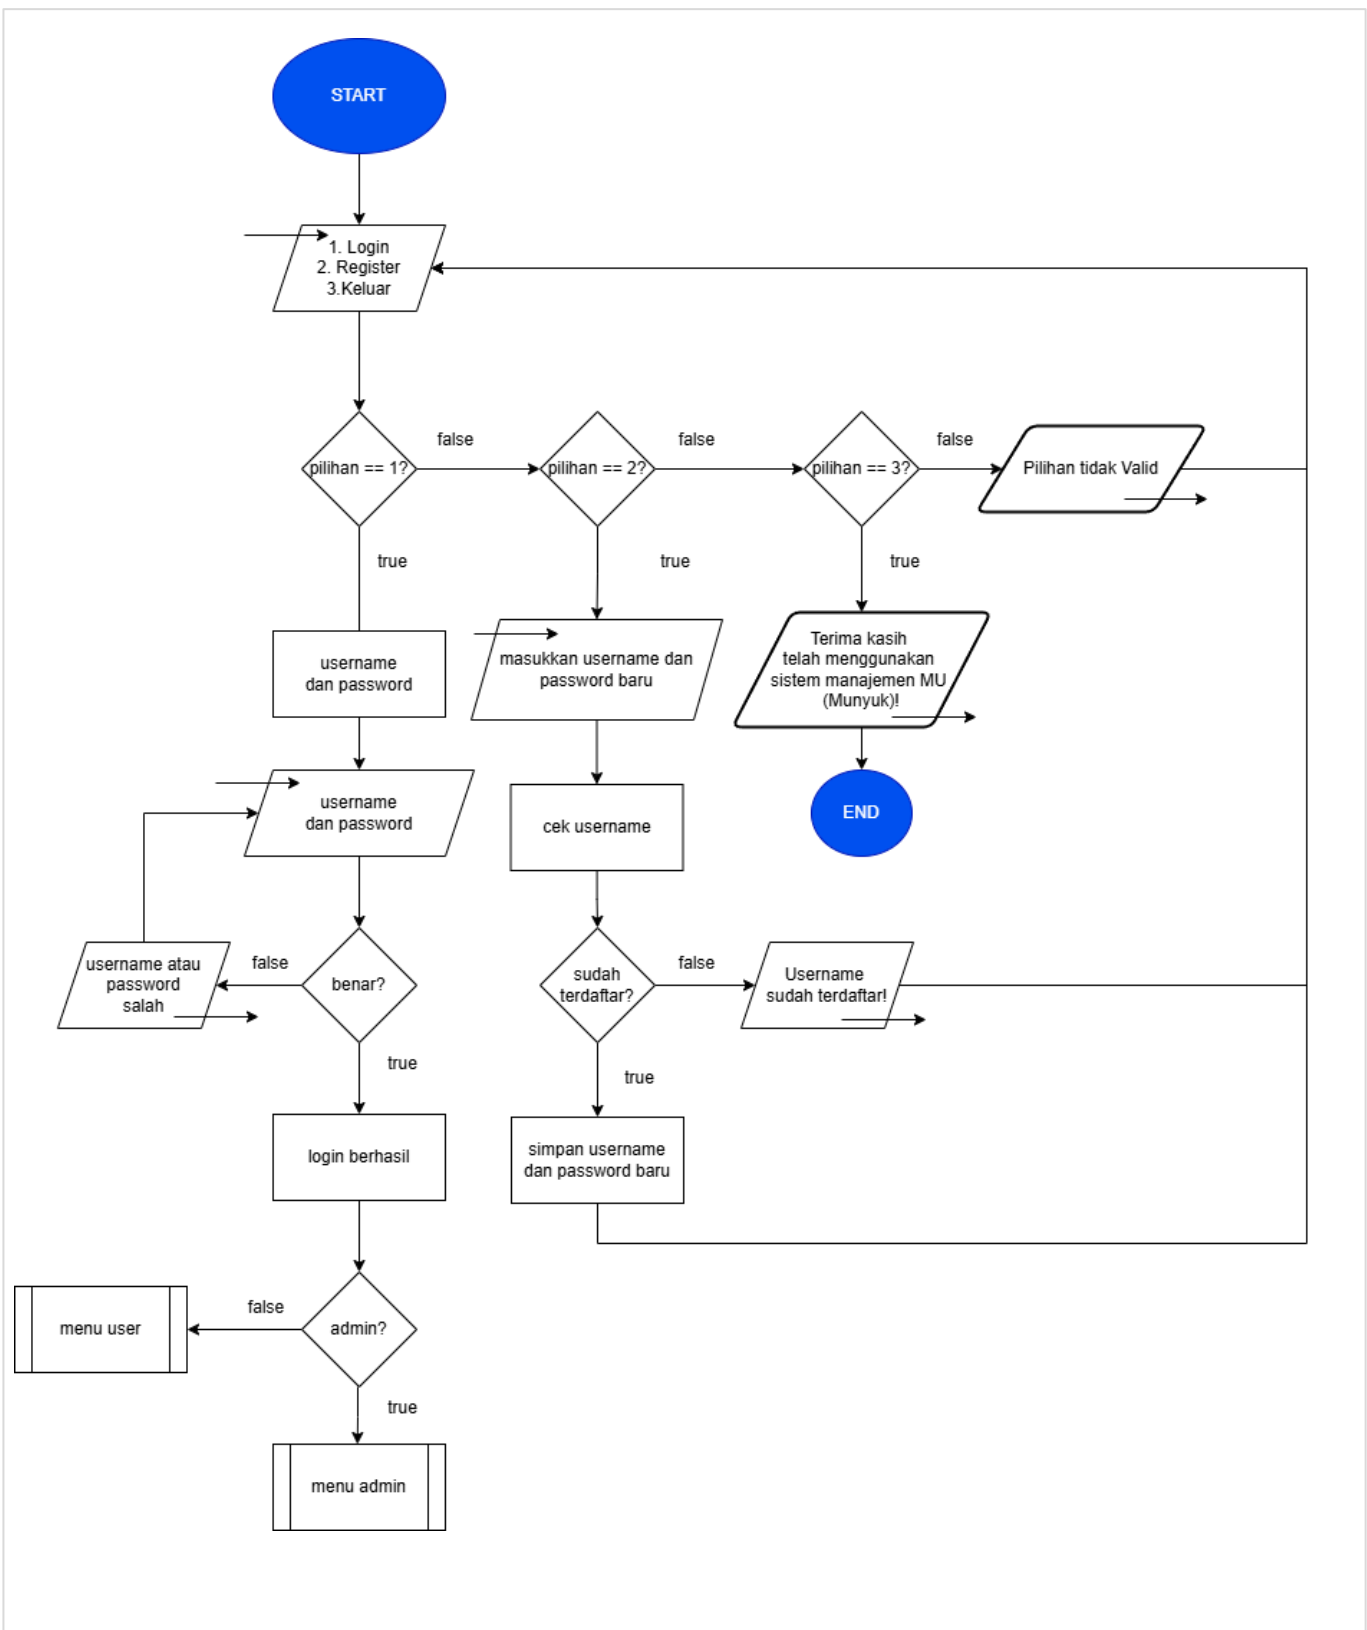 START
1. Login
2. Register
3.Keluar
pilihan == 1?
false
pilihan == 2?
false
pilihan == 3?
false
Pilihan tidak Valid
true
true
true
username
dan password
masukkan username dan
password baru
Terima kasih
telah menggunakan
sistem manajemen MU
(Munyuk)!
username
dan password
cek username
END
username atau
password
salah
false
benar?
sudah
terdaftar?
false
Username
sudah terdaftar!
true
true
login berhasil
simpan username
dan password baru
menu user
false
admin?
true
menu admin